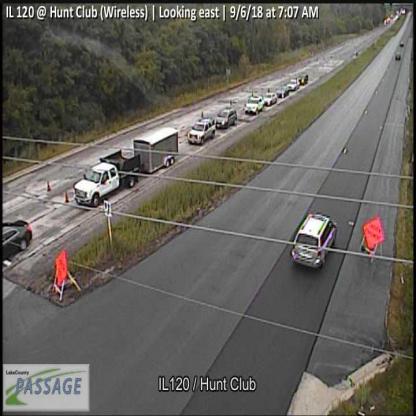 IL 120 @ Hunt Club (Wireless) | Looking east | 9/6/18 at 7:07 AM
IL120 / Hunt Club
LakeCounty
PASSAGE